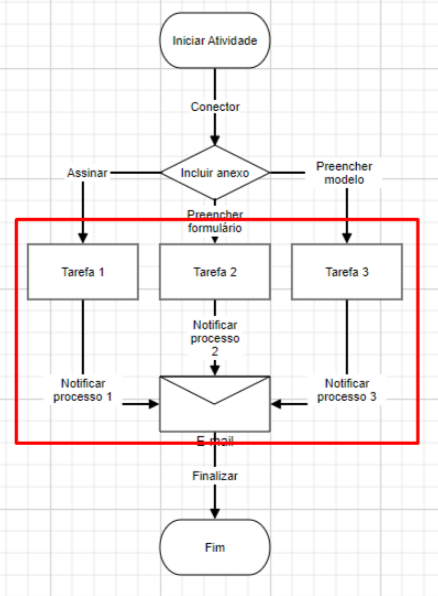 Iniciar Atividade
Conector
Assinar
Incluir anexo
Preencher
modelo
Preencher
formulário
Tarefa 1
Tarefa 2
Tarefa 3
Notificar
processo
2
Notificar
processo 1
Notificar
processo 3
E-mail
Finalizar
Fim